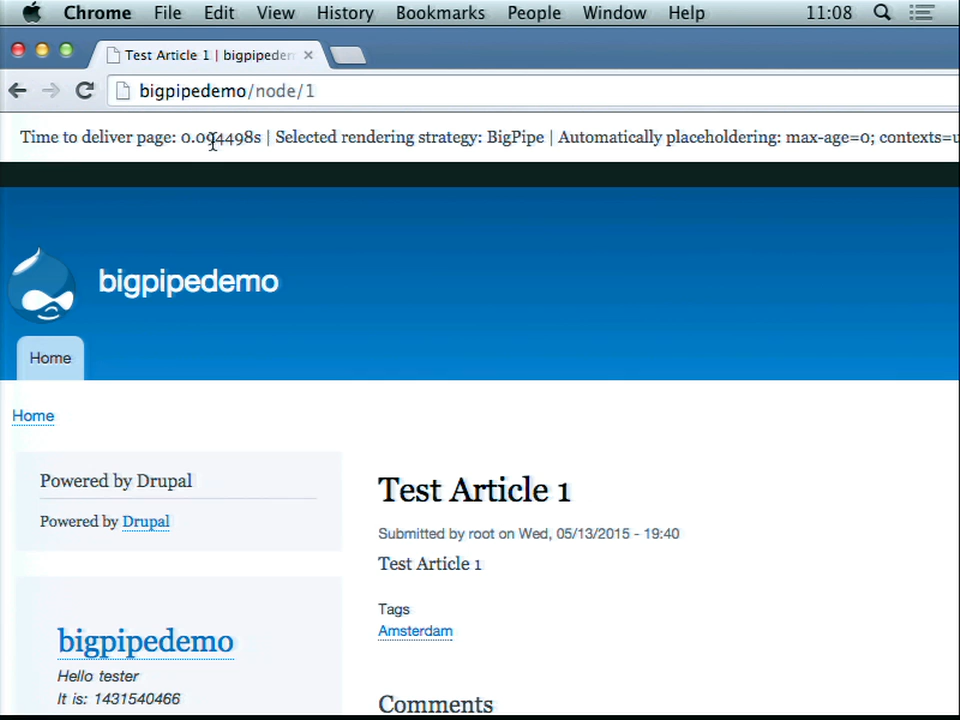 Chrome File Edit View History Bookmarks People Window Help 11:08
Test Article 1 | bigpipedem
bigpipedemo/node/1
Time to deliver page: 0.094498s | Selected rendering strategy: BigPipe | Automatically placeholdering: max-age=0; contexts=u
bigpipedemo
Home
Home
Powered by Drupal
Powered by Drupal
Test Article 1
Submitted by root on Wed, 05/13/2015 - 19:40
Test Article 1
Tags
Amsterdam
bigpipedemo
Hello tester
It is: 1431540466
Comments